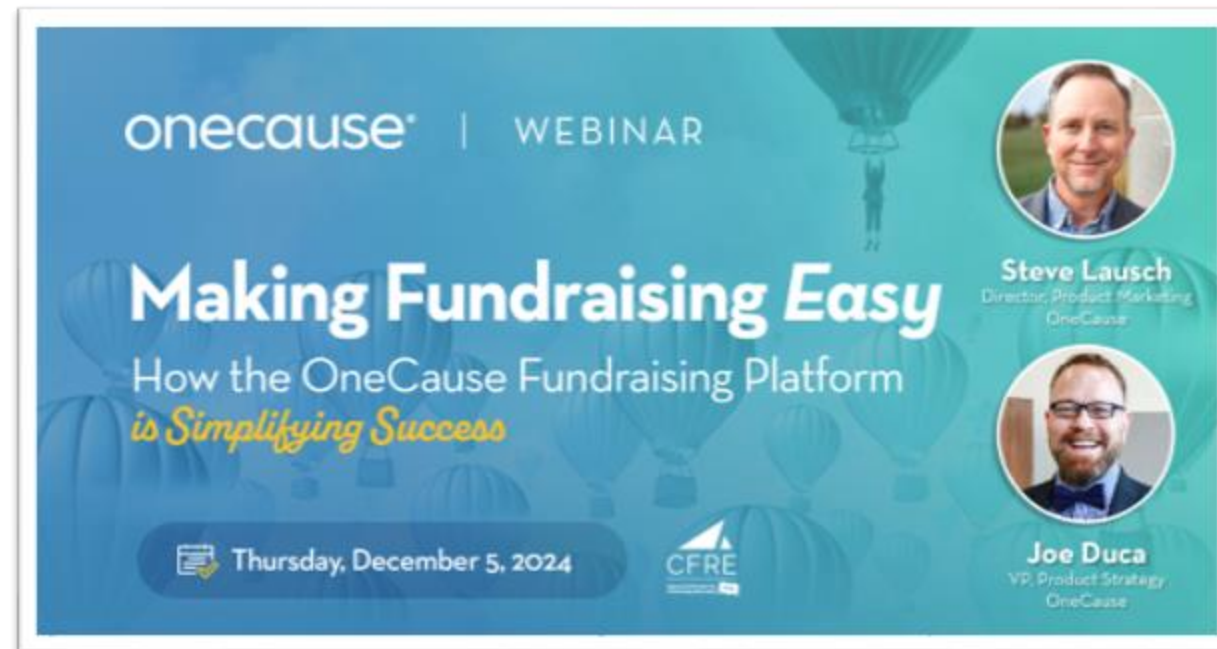 onecause® | WEBINAR
Making Fundraising Easy
How the OneCause Fundraising Platform
is Simplifying Success
Thursday, December 5, 2024
CFRE
Steve Lausch
Director, Product Marketing
OneCause
Joe Duca
VP, Product Strategy
OneCause